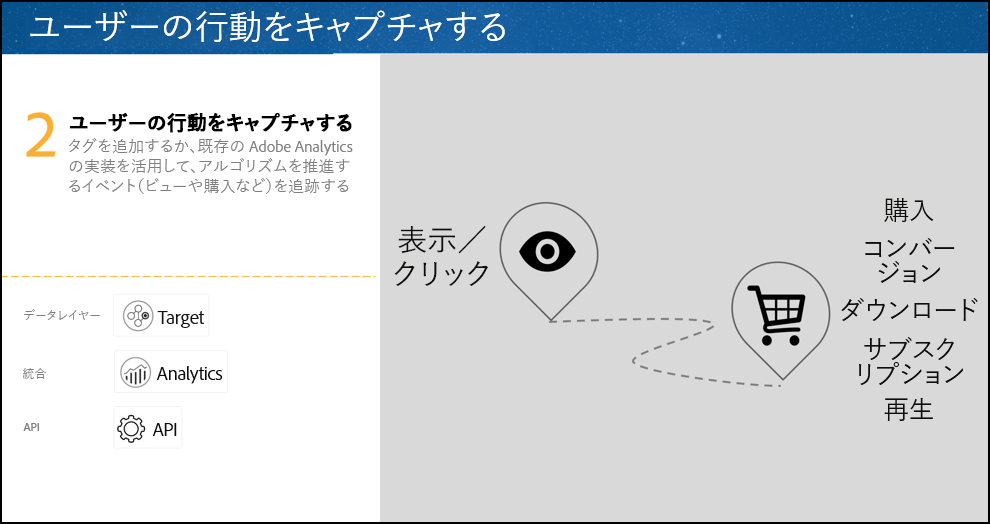 ユーザーの行動をキャプチャする
2
ユーザーの行動をキャプチャする
タグを追加するか、既存の Adobe Analytics
の実装を活用して、アルゴリズムを推進す
るイベント（ビューや購入など）を追跡する
データレイヤー
Target
統合
Analytics
API
API
表示／
クリック
購入
コンバー
ジョン
ダウンロード
サブスク
リプション
再生